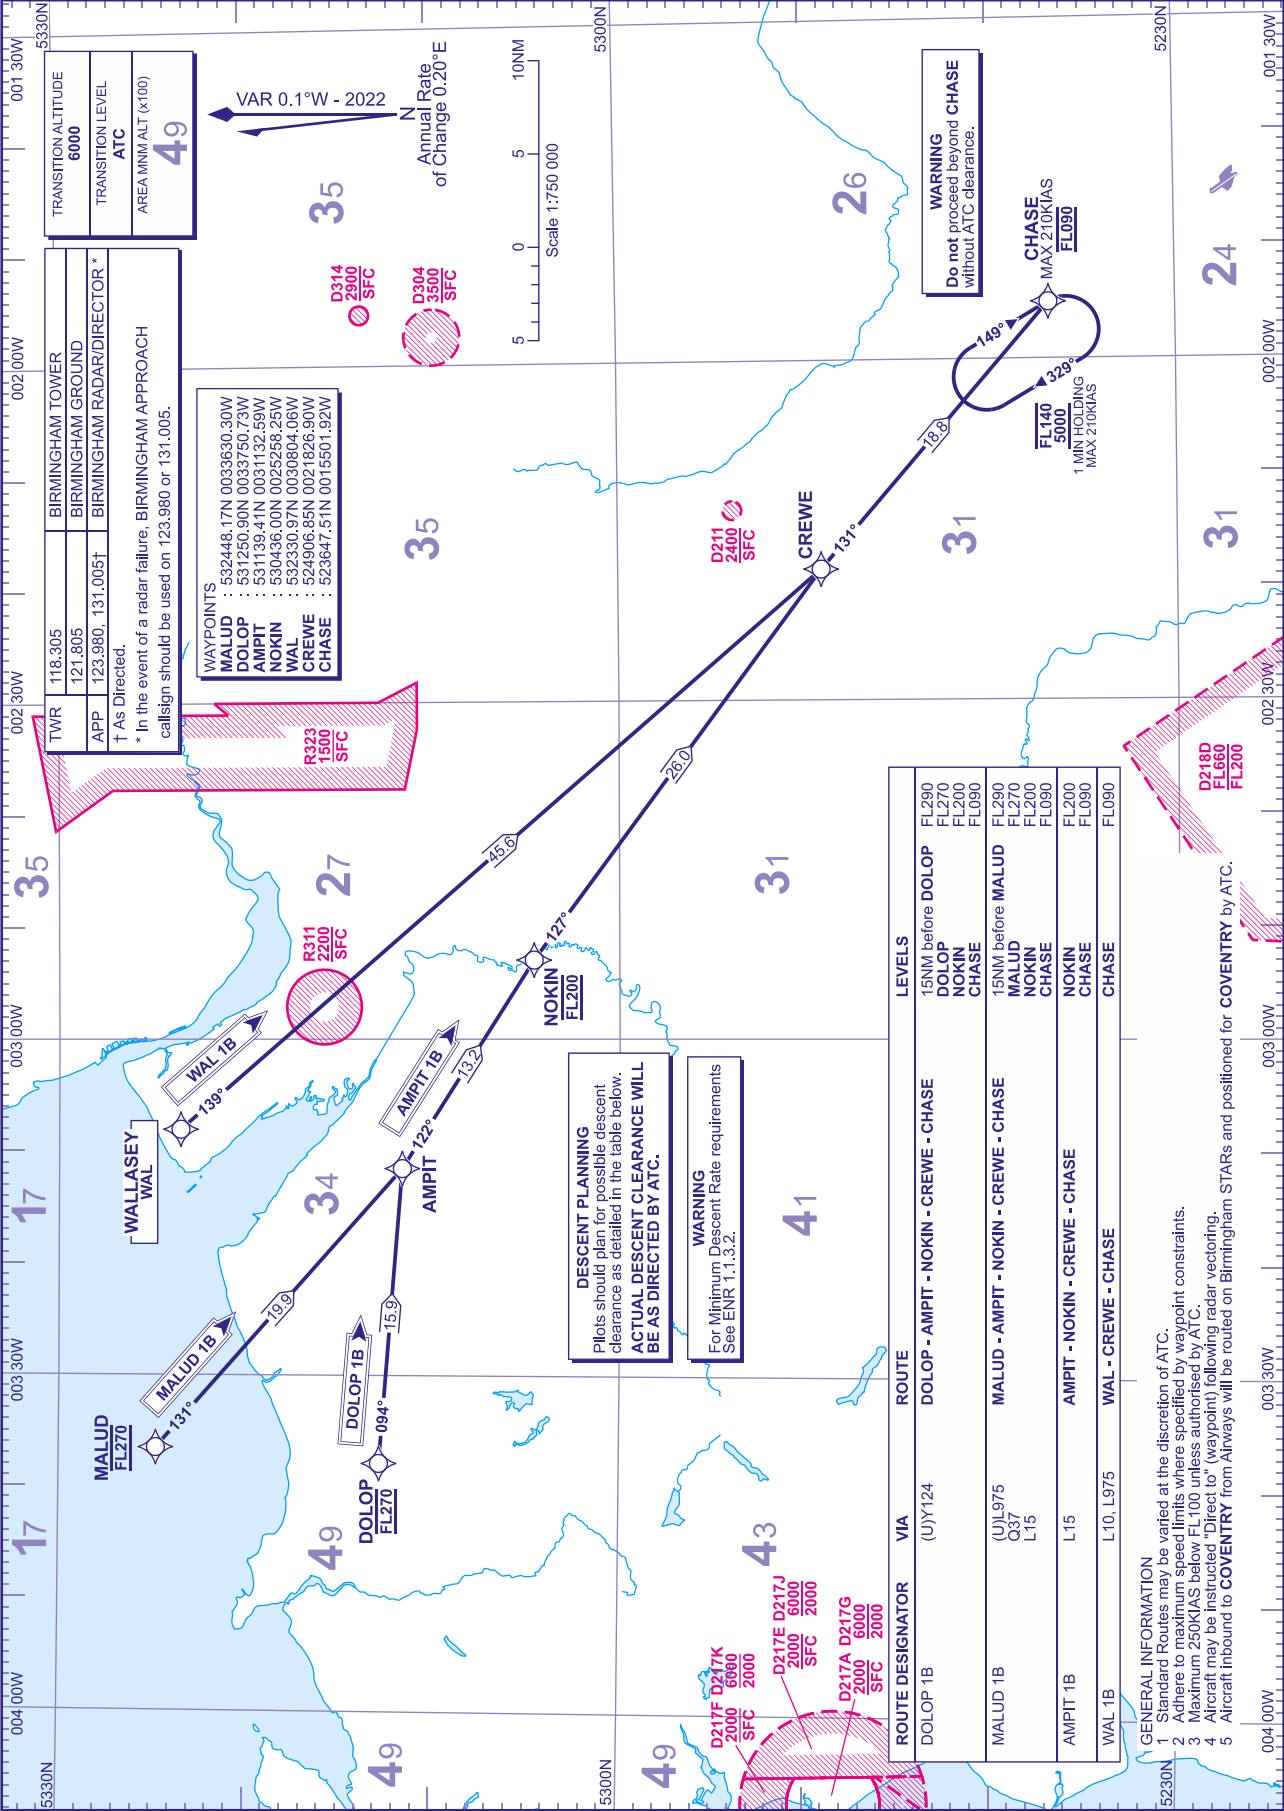 TRANSITION ALTITUDE
6000
TRANSITION LEVEL
ATC
AREA MNM ALT (x100)
49
TWR 118.305 BIRMINGHAM TOWER
121.805 BIRMINGHAM GROUND
APP 123.980, 131.005† BIRMINGHAM RADAR/DIRECTOR *
† As Directed.
* In the event of a radar failure, BIRMINGHAM APPROACH
callsign should be used on 123.980 or 131.005.
WAYPOINTS
MALUD : 532448.17N 0033630.30W
DOLOP : 531250.90N 0033750.73W
AMPIT : 531139.41N 0031132.59W
NOKIN : 530436.00N 0025258.25W
WAL : 532330.97N 0030804.06W
CREWE : 524906.85N 0021826.90W
CHASE : 523647.51N 0015501.92W
VAR 0.1°W - 2022
N
Annual Rate
of Change 0.20°E
5 0 5 10NM
Scale 1:750 000
004 00W
003 30W
003 00W
002 30W
002 00W
001 30W
5330N
5330N
5300N
5300N
5230N
5230N
004 00W
003 30W
003 00W
002 30W
002 00W
001 30W
17
17
35
49
34
27
35
35
49
49
43
41
31
31
31
26
24
R323
1500
SFC
R311
2200
SFC
D314
2900
SFC
D304
3500
SFC
D211
2400
SFC
D218D
FL660
FL200
D217F
2000
SFC
D217K
6000
2000
D217E
2000
SFC
D217J
6000
2000
D217A
2000
SFC
D217G
6000
2000
MALUD
FL270
131°
MALUD 1B
19.9
DOLOP
FL270
094°
DOLOP 1B
15.9
WALLASEY
WAL
139°
WAL 1B
45.6
AMPIT
122°
AMPIT 1B
13.2
NOKIN
FL200
127°
26.0
CREWE
131°
18.8
149°
329°
FL140
5000
1 MIN HOLDING
MAX 210KIAS
CHASE
MAX 210KIAS
FL090
WARNING
Do not proceed beyond CHASE
without ATC clearance.
DESCENT PLANNING
Pilots should plan for possible descent
clearance as detailed in the table below.
ACTUAL DESCENT CLEARANCE WILL
BE AS DIRECTED BY ATC.
WARNING
For Minimum Descent Rate requirements
See ENR 1.1.3.2.
ROUTE DESIGNATOR VIA ROUTE LEVELS
DOLOP 1B (U)Y124 DOLOP - AMPIT - NOKIN - CREWE - CHASE 15NM before DOLOP FL290
DOLOP FL270
NOKIN FL200
CHASE FL090
MALUD 1B (U)L975 MALUD - AMPIT - NOKIN - CREWE - CHASE 15NM before MALUD FL290
Q37 MALUD FL270
L15 NOKIN FL200
CHASE FL090
AMPIT 1B L15 AMPIT - NOKIN - CREWE - CHASE NOKIN FL200
CHASE FL090
WAL 1B L10, L975 WAL - CREWE - CHASE CHASE FL090
GENERAL INFORMATION
1 Standard Routes may be varied at the discretion of ATC.
2 Adhere to maximum speed limits where specified by waypoint constraints.
3 Maximum 250KIAS below FL100 unless authorised by ATC.
4 Aircraft may be instructed "Direct to" (waypoint) following radar vectoring.
5 Aircraft inbound to COVENTRY from Airways will be routed on Birmingham STARs and positioned for COVENTRY by ATC.